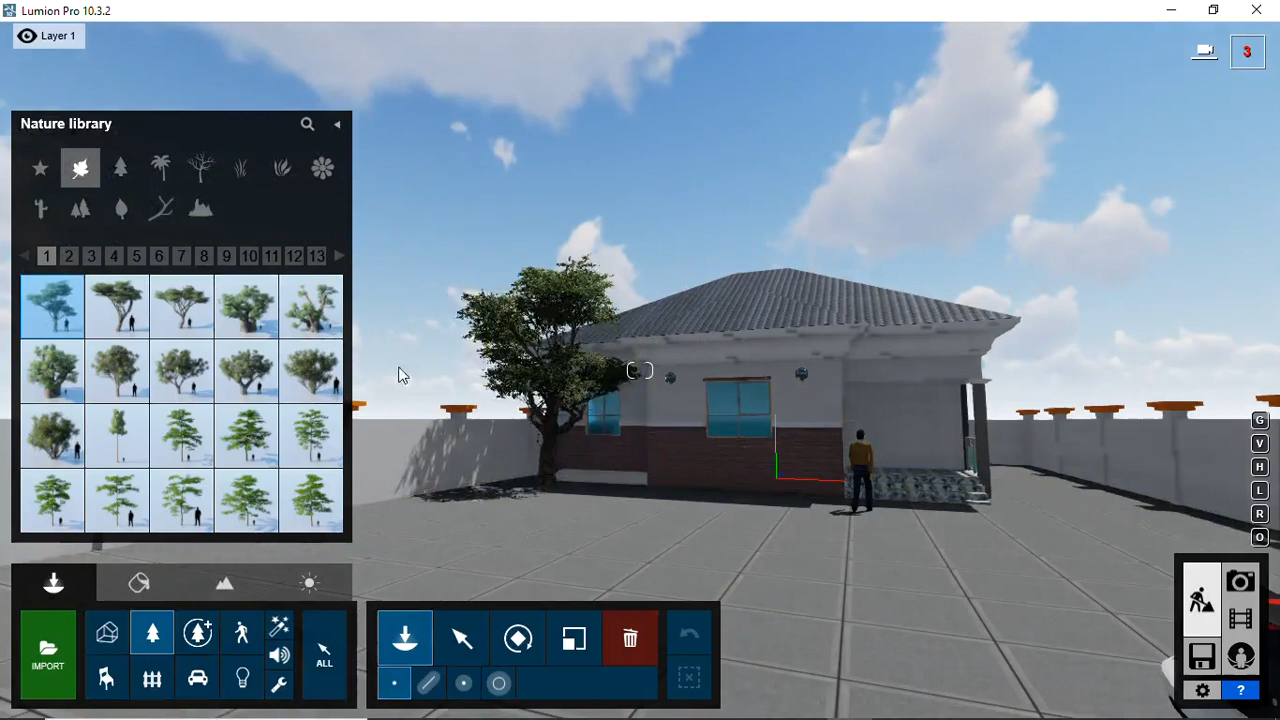 Lumion Pro 10.3.2
Layer 1
3
Nature library
1 2 3 4 5 6 7 8 9 10 11 12 13
G
V
H
L
R
O
IMPORT
ALL
?